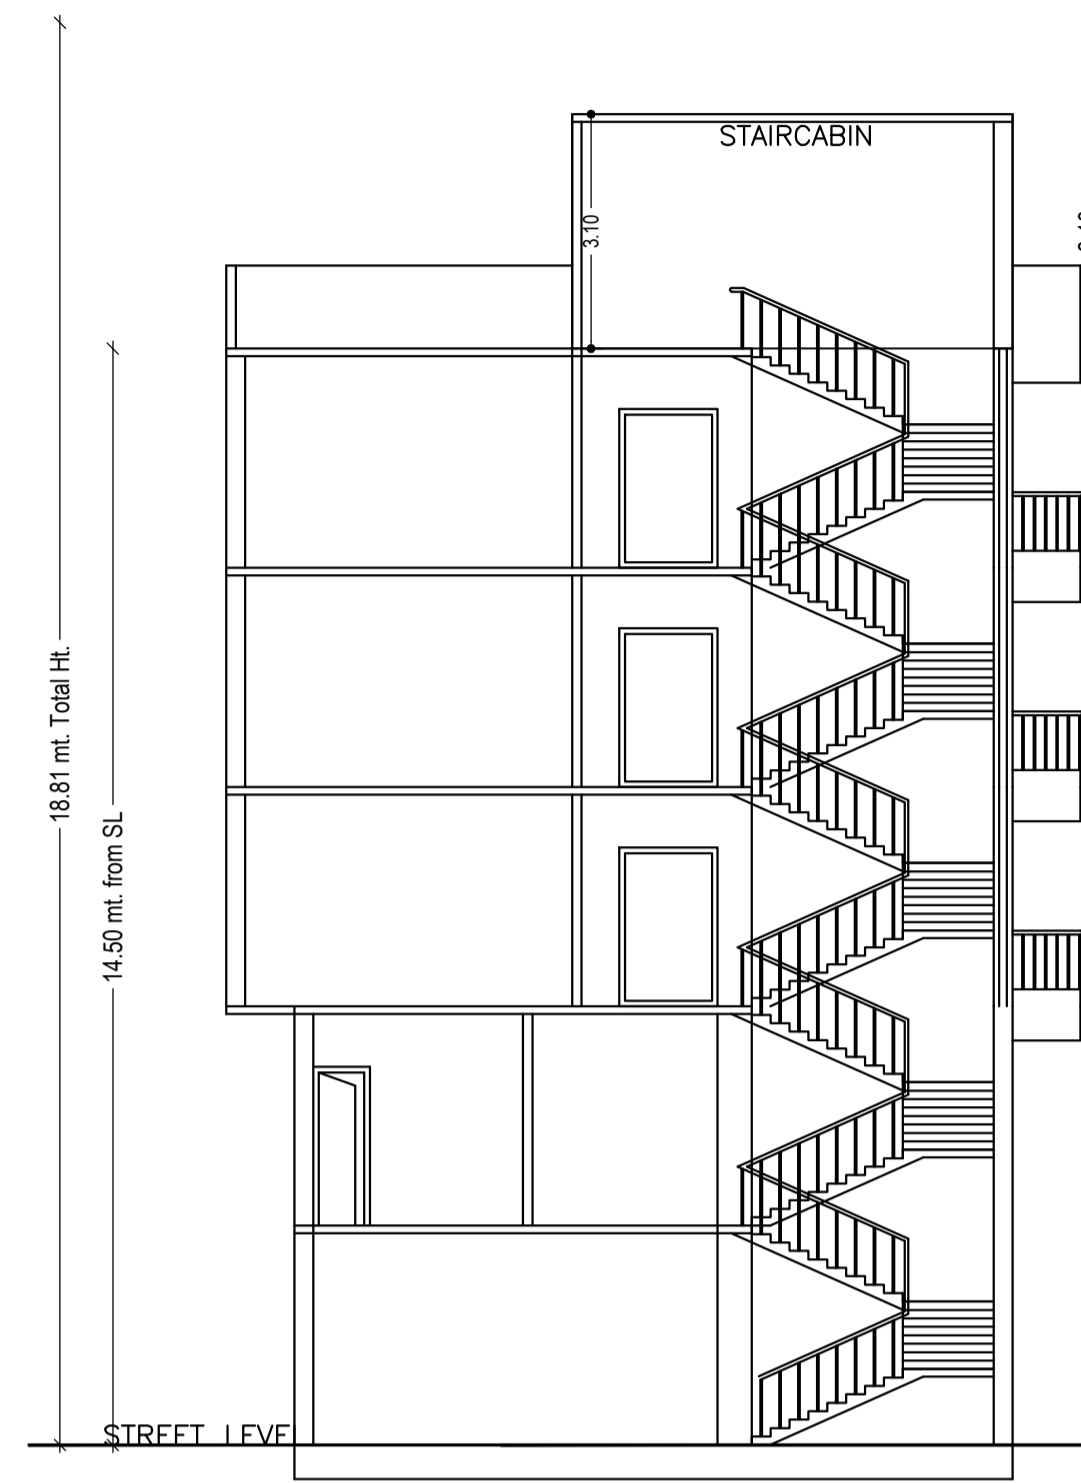 STAIRCABIN
3.10
18.81 mt. Total Ht.
14.50 mt. from SL
STREET LEVEL